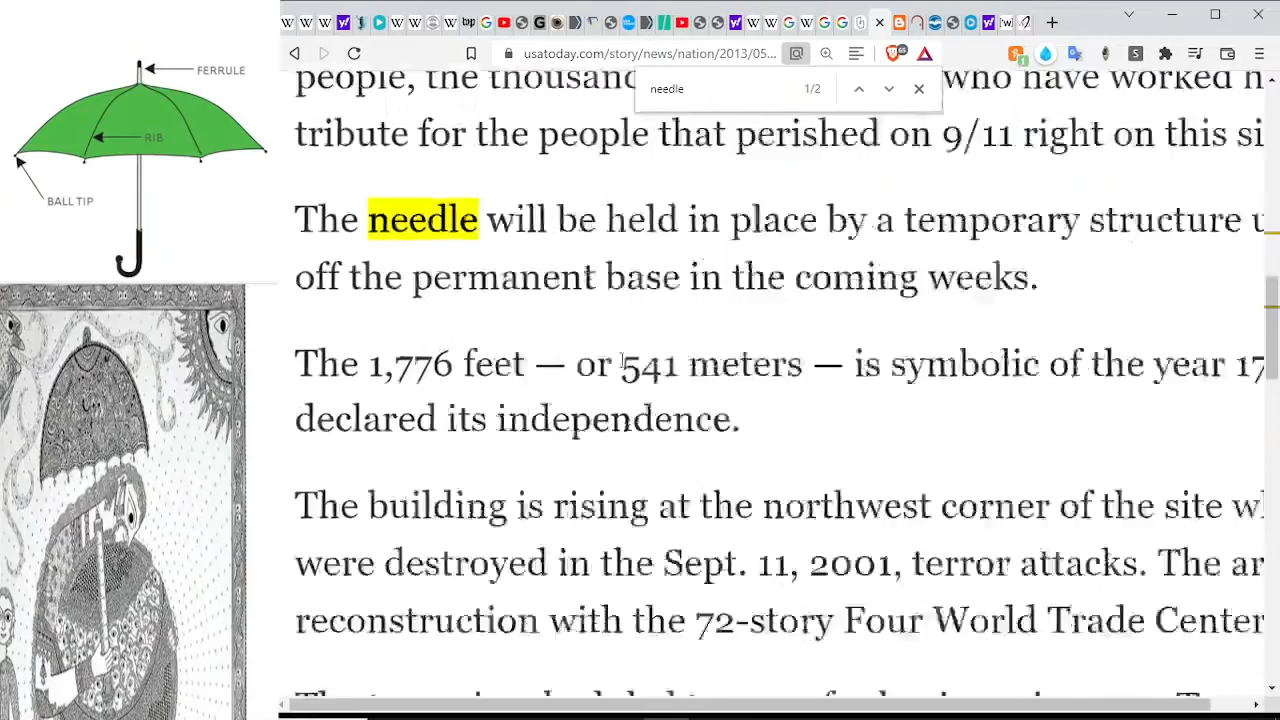 FERRULE
RIB
BALL TIP
usatoday.com/story/news/nation/2013/05...
needle
1/2
people, the thousand
who have worked h
tribute for the people that perished on 9/11 right on this si
The needle will be held in place by a temporary structure u
off the permanent base in the coming weeks.
The 1,776 feet — or 541 meters — is symbolic of the year 17
declared its independence.
The building is rising at the northwest corner of the site w
were destroyed in the Sept. 11, 2001, terror attacks. The ar
reconstruction with the 72-story Four World Trade Center